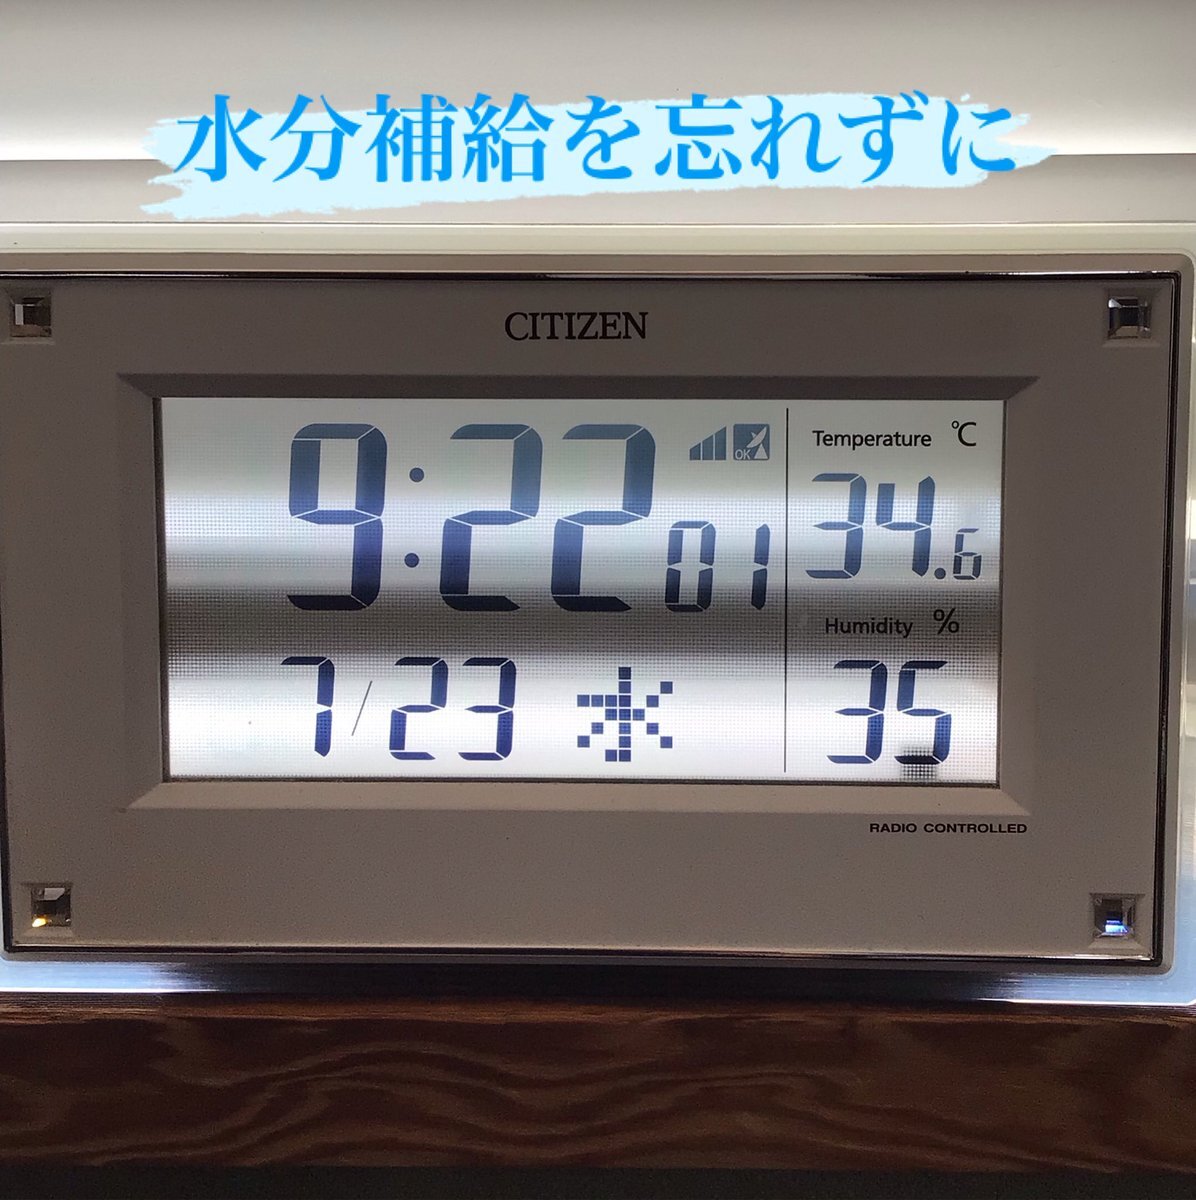 水分補給を忘れずに
CITIZEN
9:22 01
OK
Temperature ℃
34.6
Humidity %
7/23 水
35
RADIO CONTROLLED